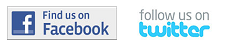 Find us on
Facebook
follow us on
twitter